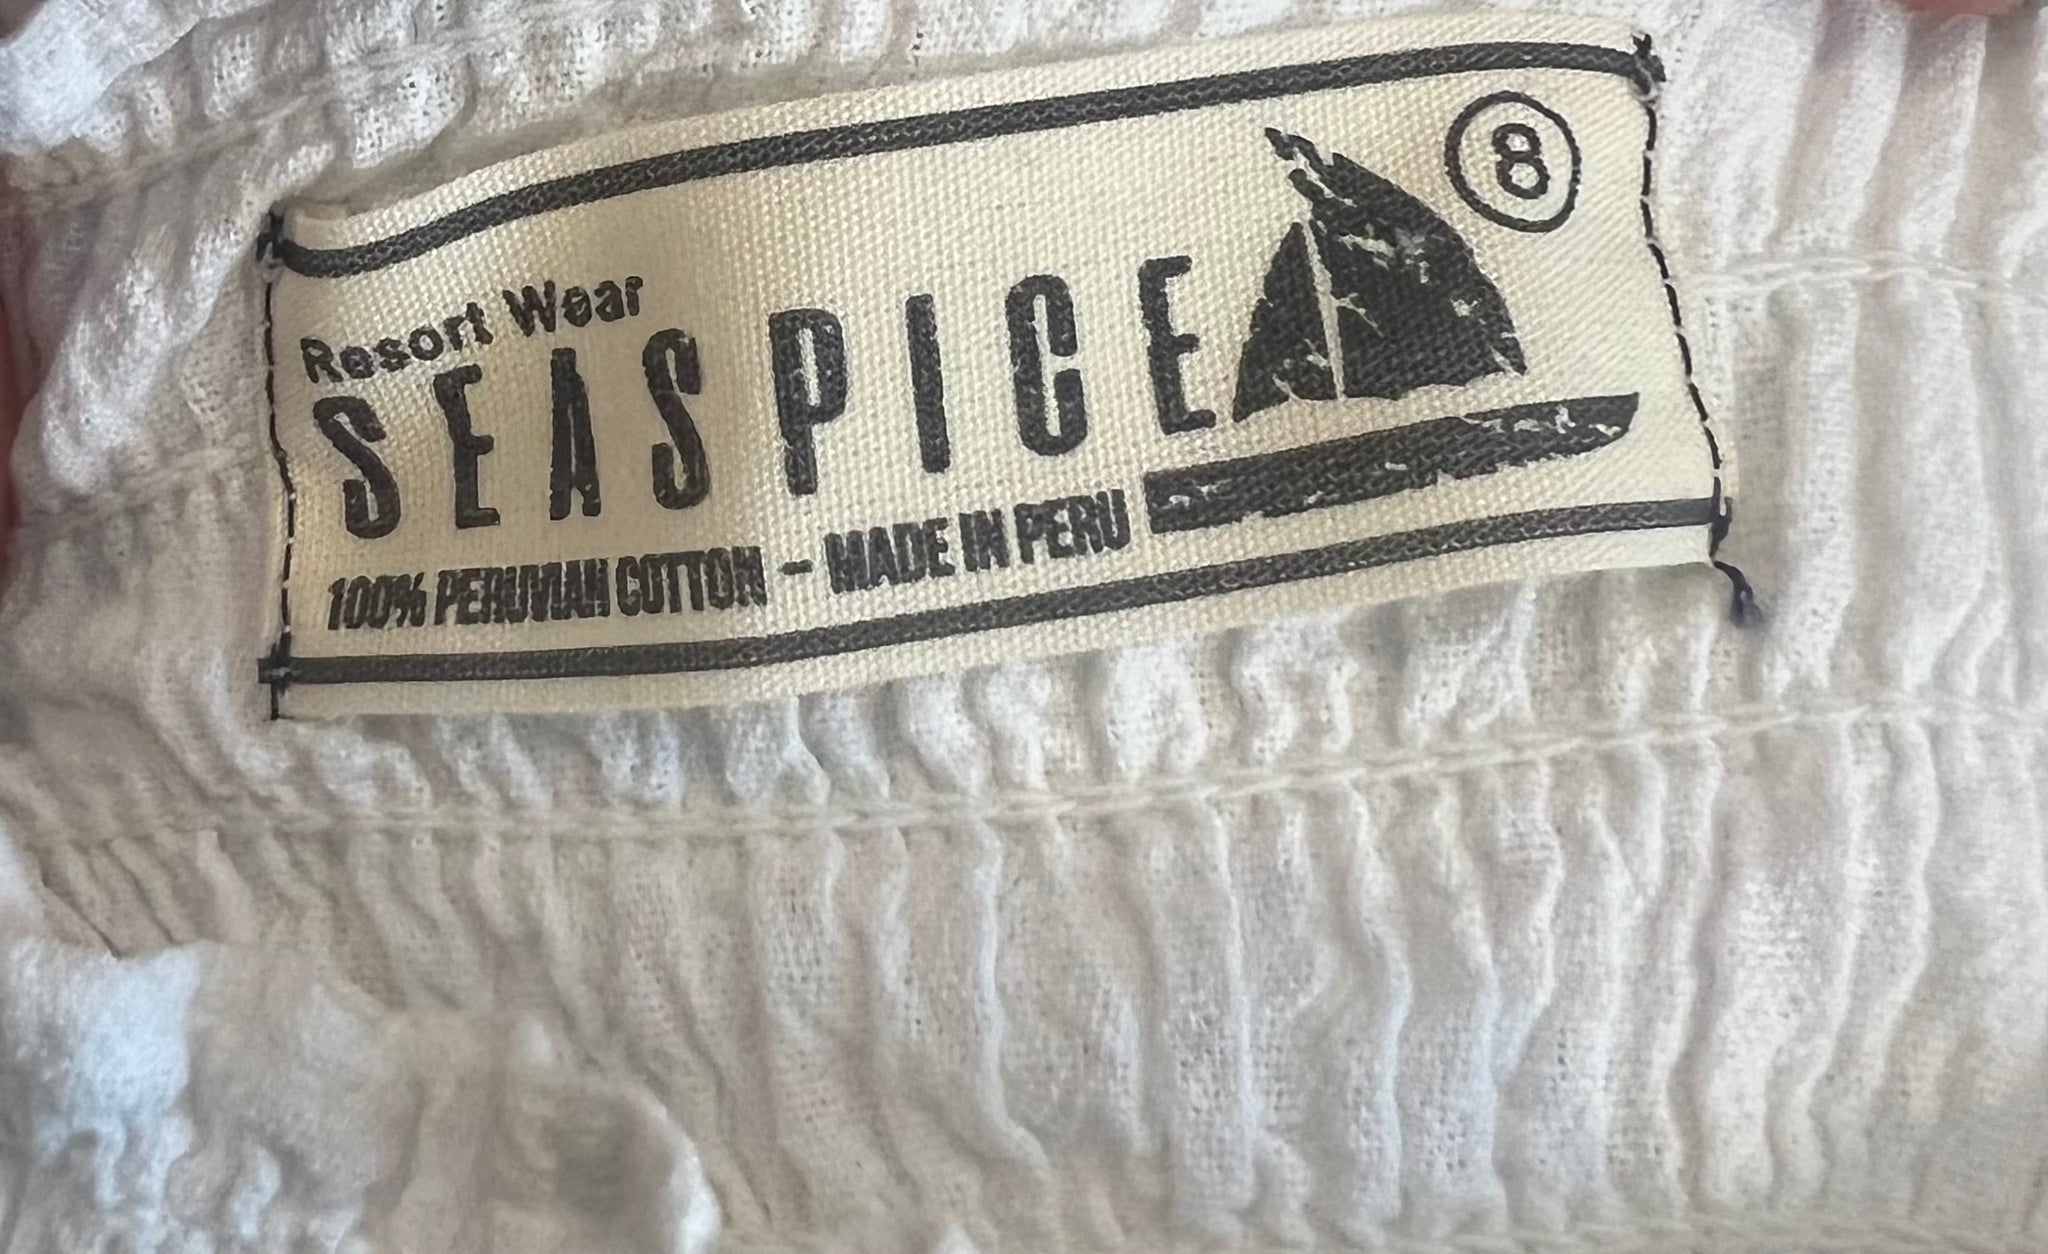 8
Resort Wear
SEASPICE
100% PERUVIAN COTTON - MADE IN PERU